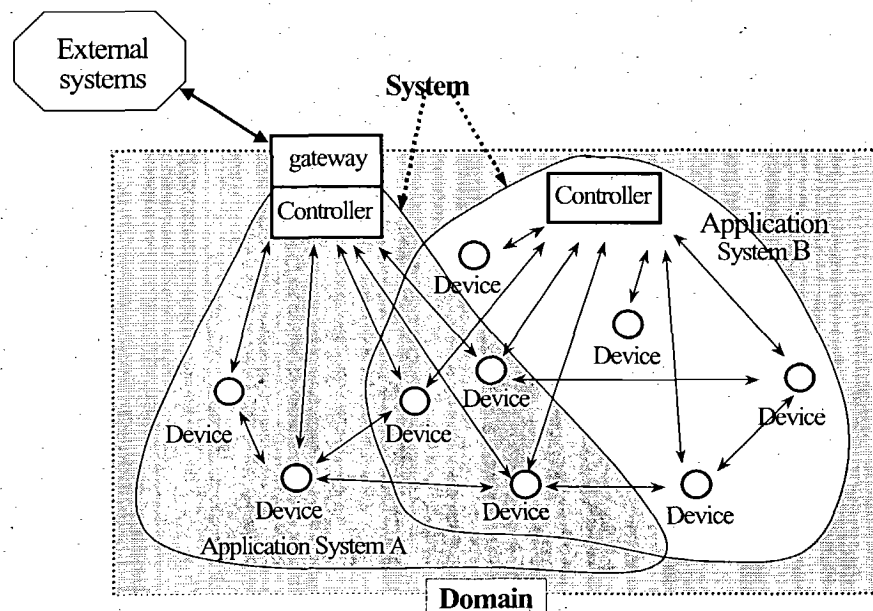 External
systems
System
gateway
Controller
Controller
Application
System B
Device
Device
Device
Device
Device
Device
Device
Device
Device
Application System A
Domain